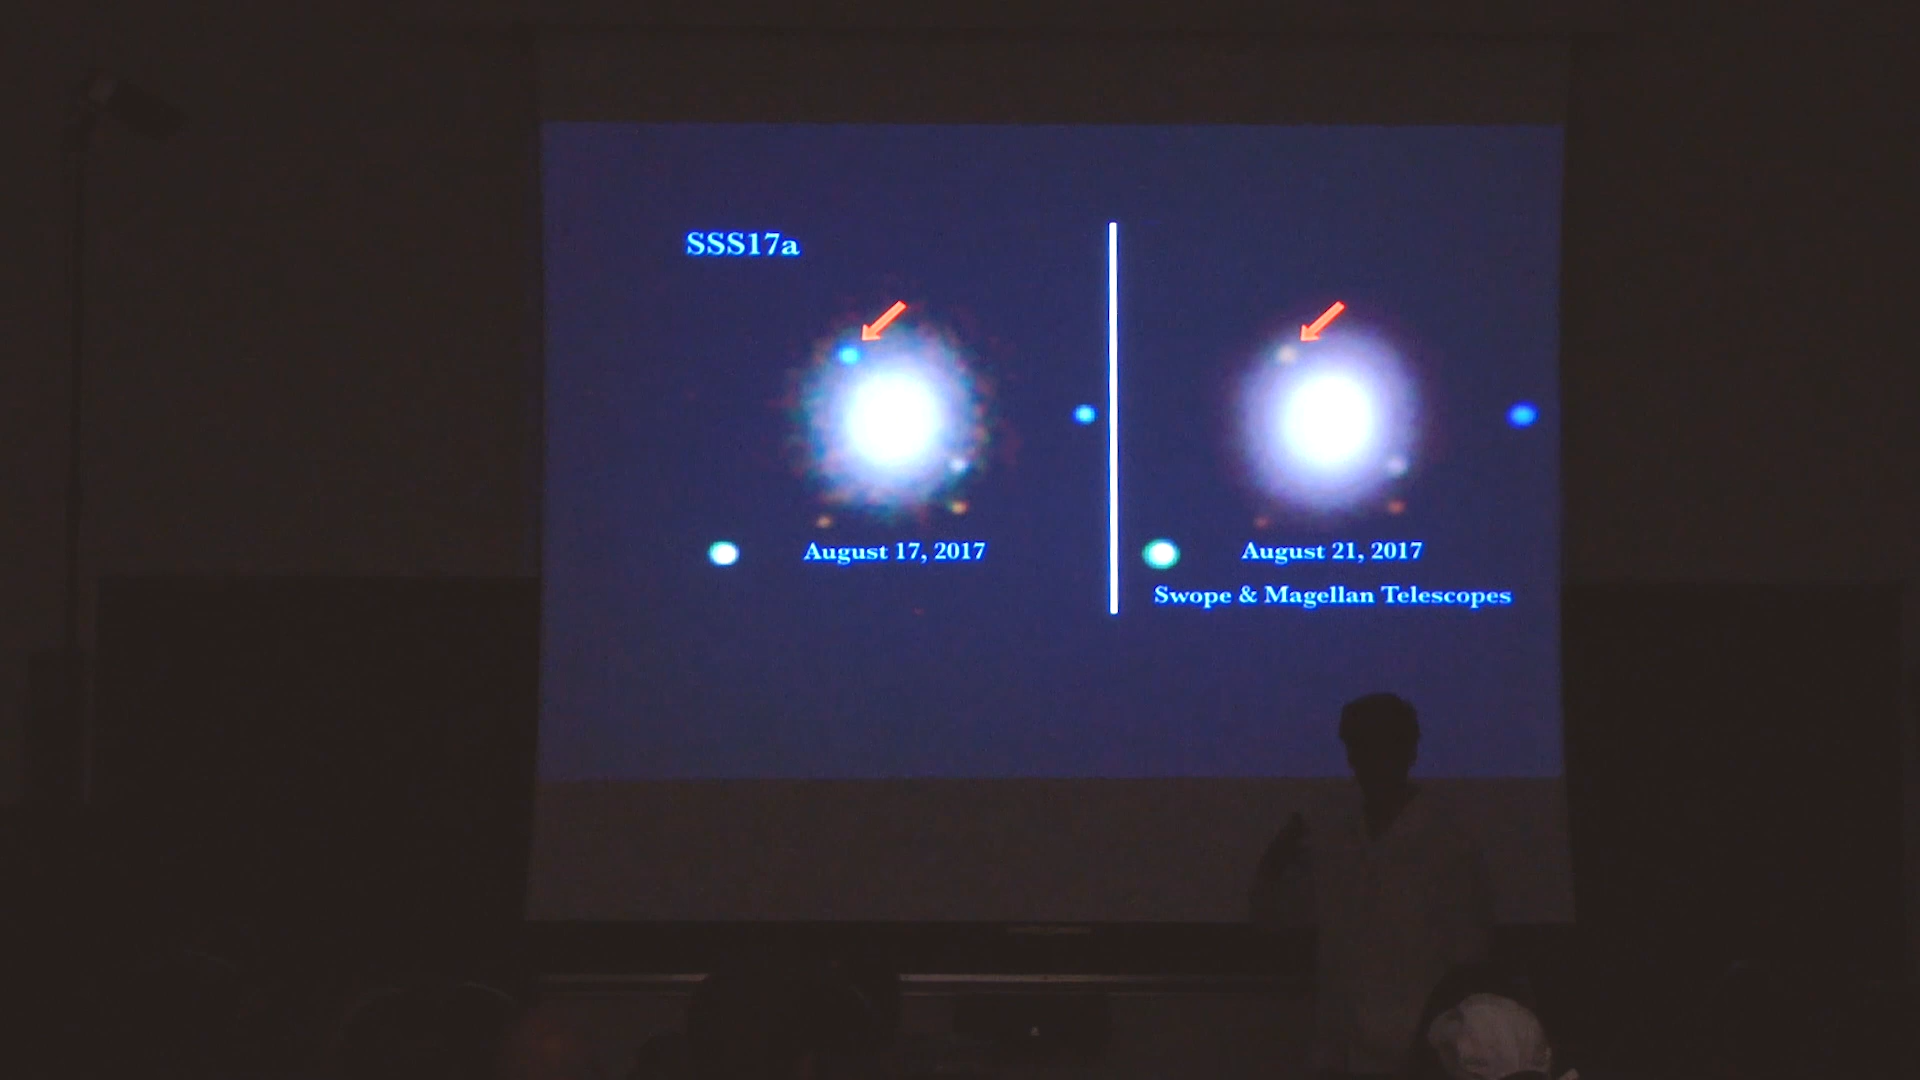 SSS17a
August 17, 2017
August 21, 2017
Swope & Magellan Telescopes